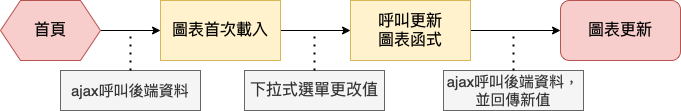 首頁
圖表首次載入
呼叫更新
圖表函式
圖表更新
ajax呼叫後端資料
下拉式選單更改值
ajax呼叫後端資料，
並回傳新值